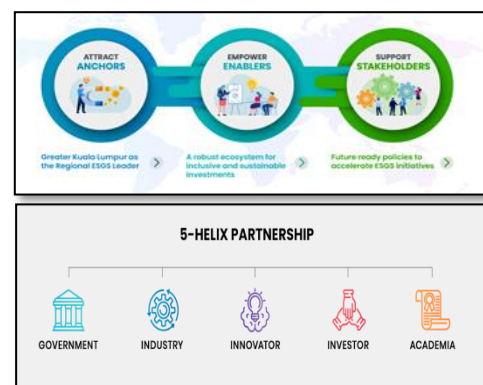 ATTRACT
ANCHORS
EMPOWER
ENABLERS
SUPPORT
STAKEHOLDERS
Greater Kuala Lumpur as
the Regional ESGS Leader
A robust ecosystem for
inclusive and sustainable
investments
Future ready policies to
accelerate ESGS initiatives
5-HELIX PARTNERSHIP
GOVERNMENT
INDUSTRY
INNOVATOR
INVESTOR
ACADEMIA